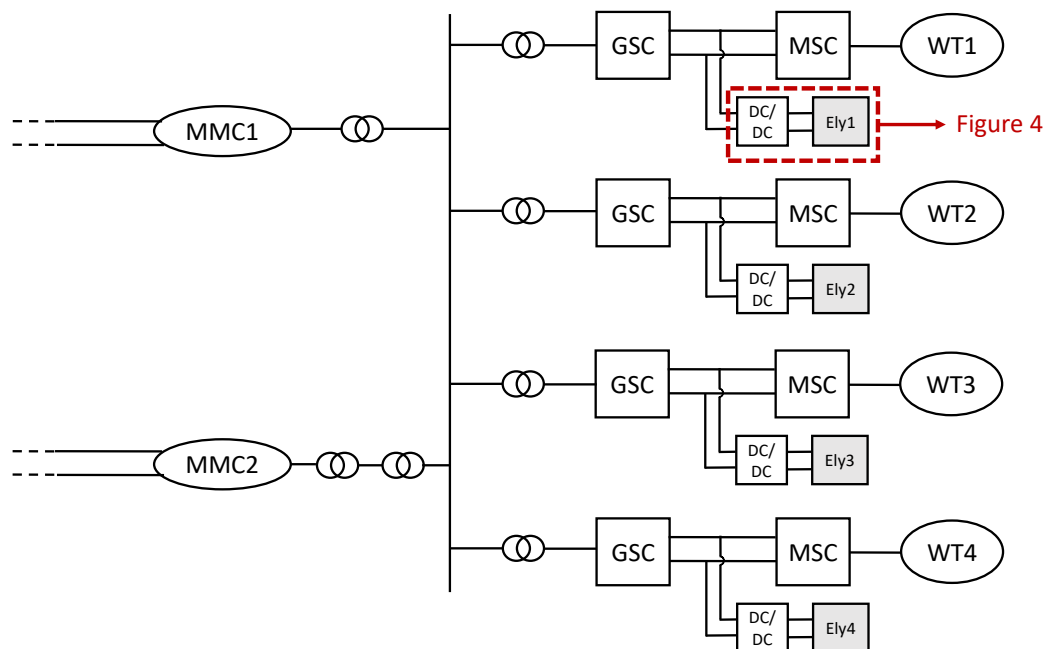 GSC
MSC
WT1
DC/
DC
Ely1
Figure 4
MMC1
GSC
MSC
WT2
DC/
DC
Ely2
GSC
MSC
WT3
DC/
DC
Ely3
MMC2
GSC
MSC
WT4
DC/
DC
Ely4